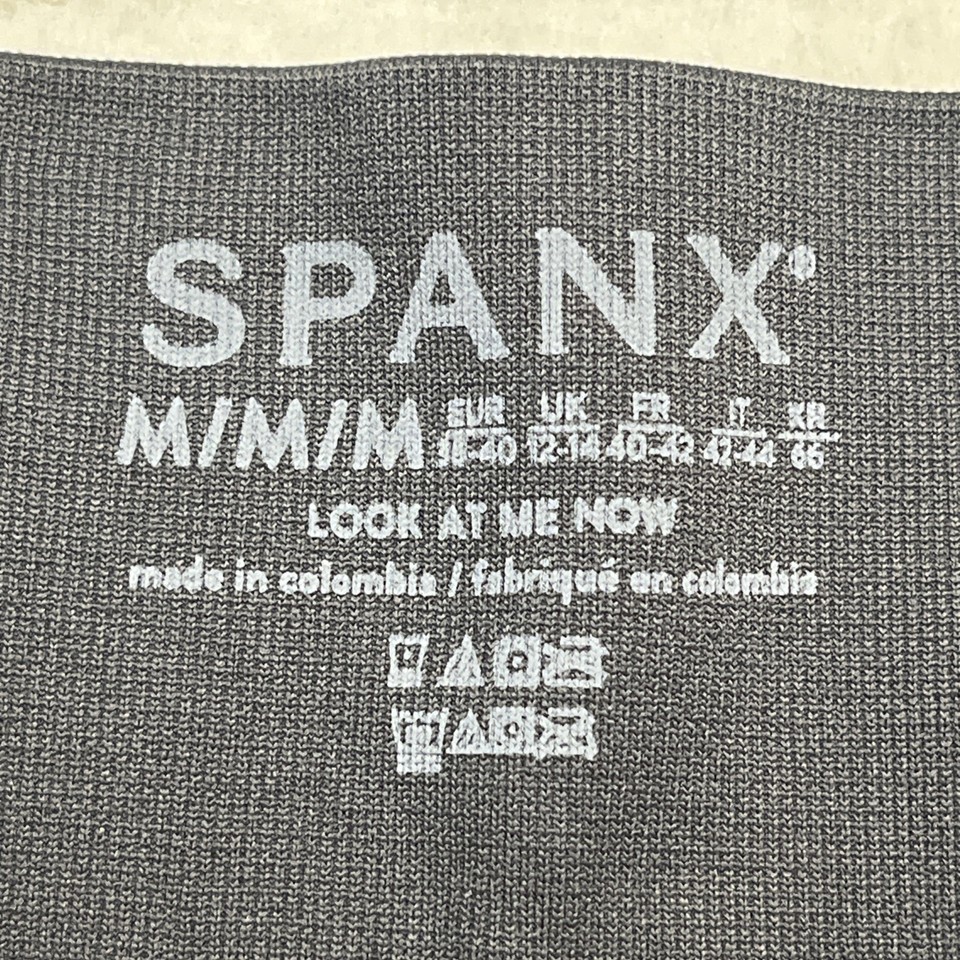 SPANX®
M/M/M EUR 38-40 UK 12-14 FR 40-42 IT 42-44 KR 66
LOOK AT ME NOW
made in colombia / fabriqué en colombie